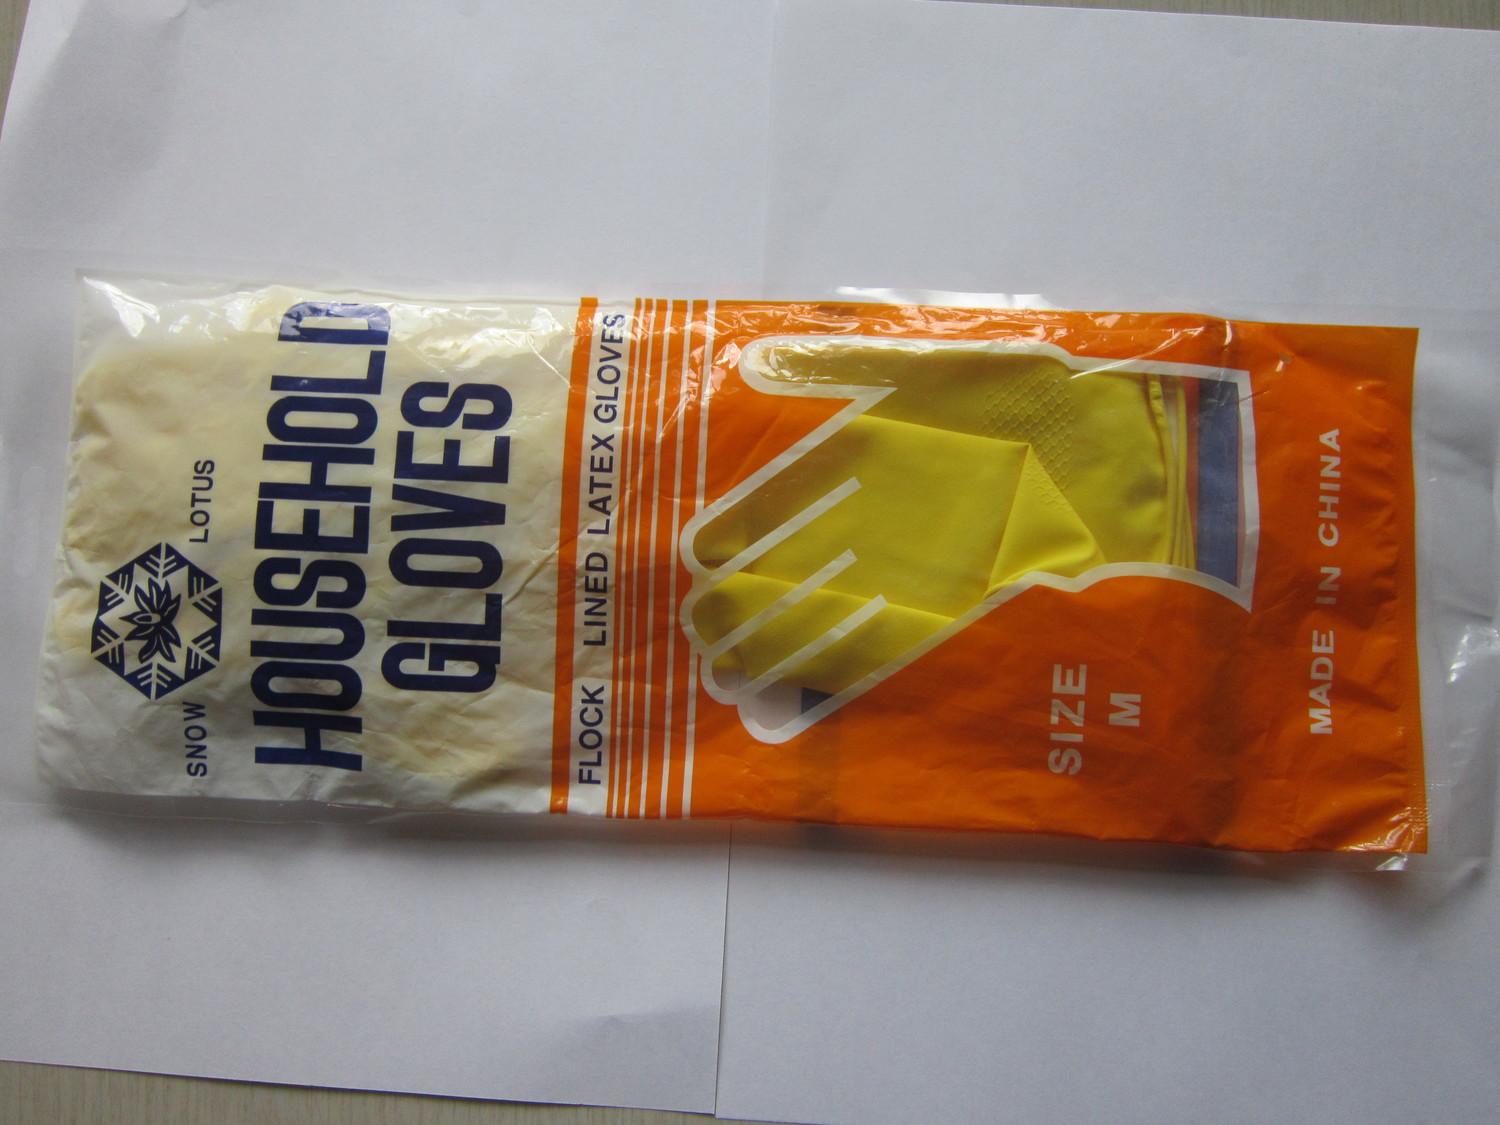 SNOW LOTUS
HOUSEHOLD
GLOVES
FLOCK LINED LATEX GLOVES
SIZE
M
MADE IN CHINA